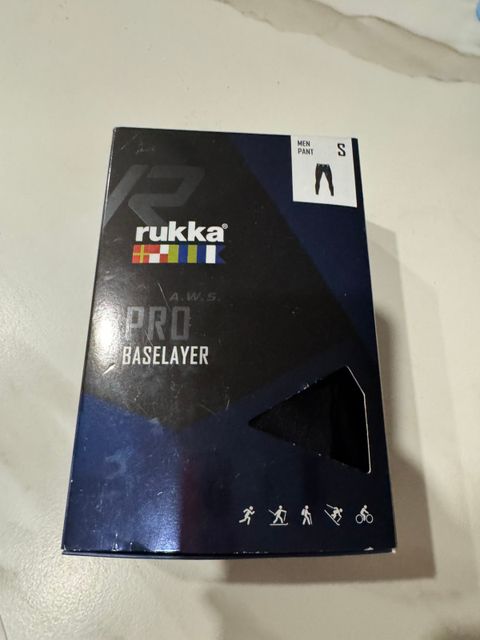 MEN
PANT
S
R
rukka®
A.W.S.
PRO
BASELAYER